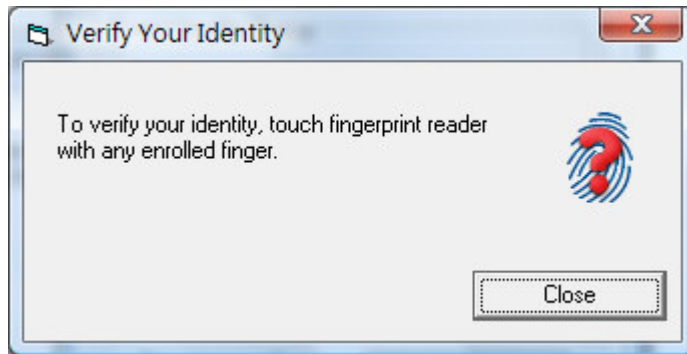 Verify Your Identity
To verify your identity, touch fingerprint reader
with any enrolled finger.
Close